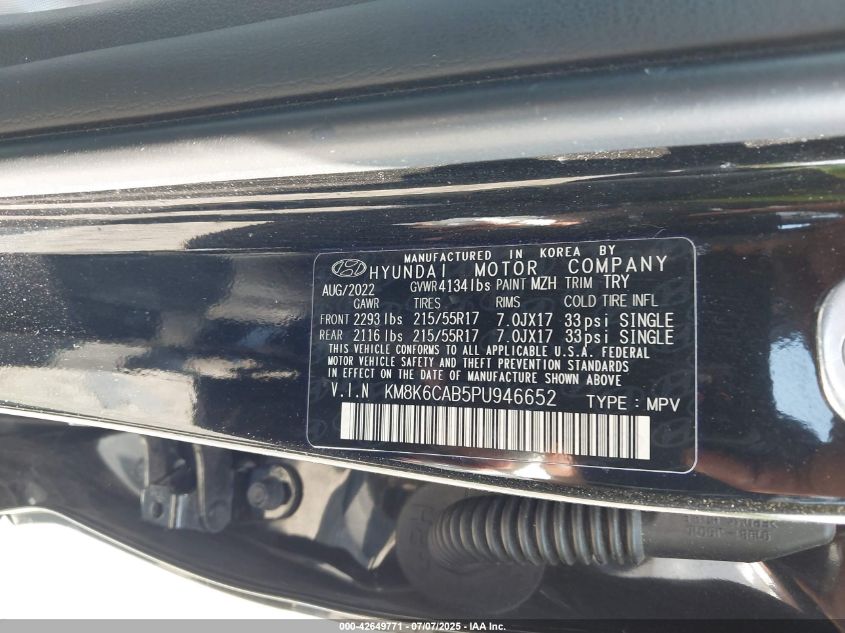 MANUFACTURED IN KOREA BY
HYUNDAI MOTOR COMPANY
AUG/2022 GVWR 4134lbs PAINT MZH TRIM TRY
GAWR TIRES RIMS COLD TIRE INFL
FRONT 2293 lbs 215/55R17 7.0JX17 33psi SINGLE
REAR 2116 lbs 215/55R17 7.0JX17 33psi SINGLE
THIS VEHICLE CONFORMS TO ALL APPLICABLE U.S.A. FEDERAL
MOTOR VEHICLE SAFETY AND THEFT PREVENTION STANDARDS
IN EFFECT ON THE DATE OF MANUFACTURE SHOWN ABOVE
V.I.N KM8K6CAB5PU946652 TYPE : MPV
000-42649771 - 07/07/2025 - IAA Inc.